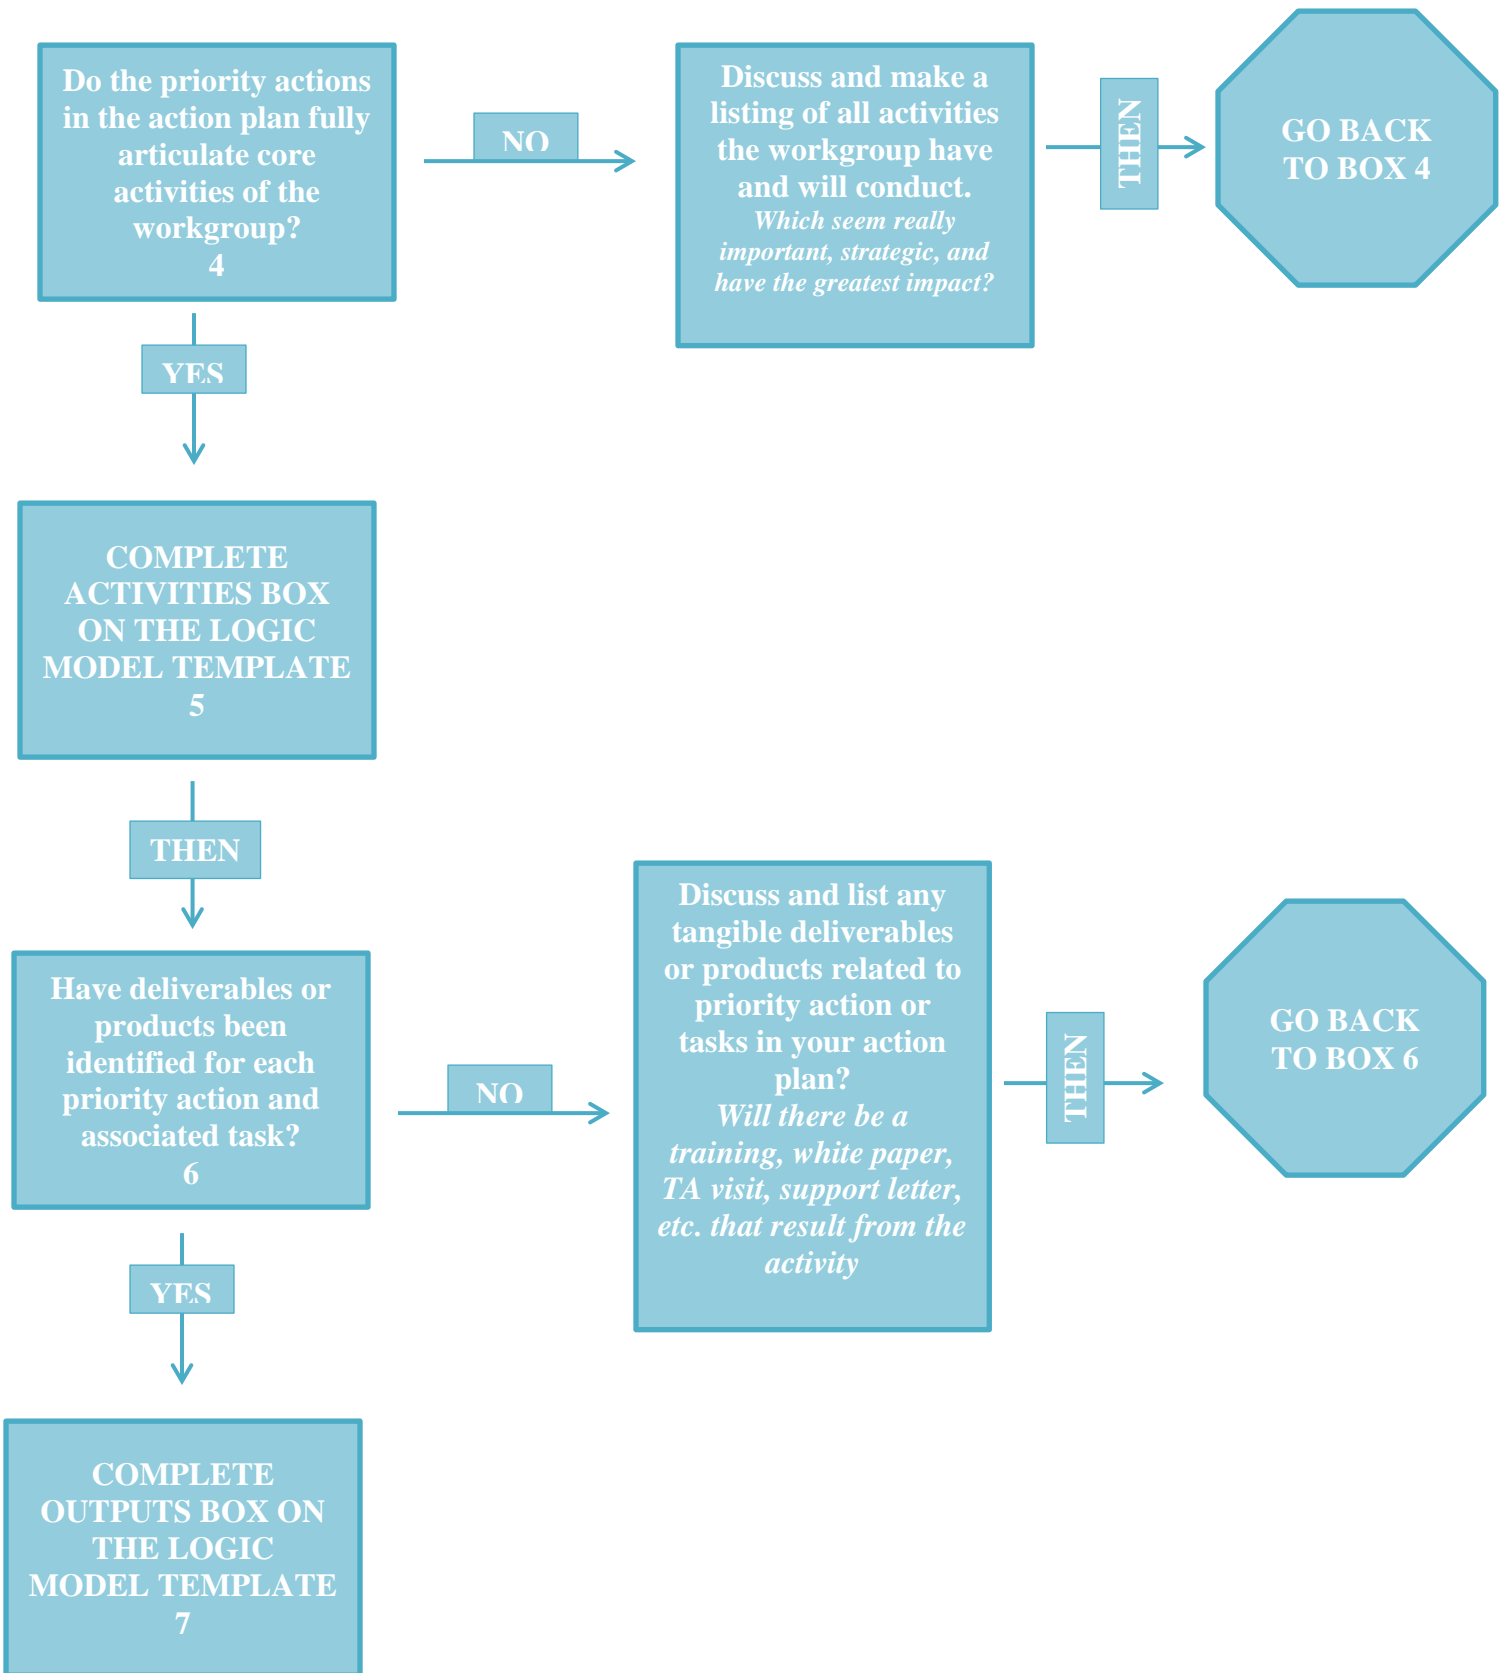 Do the priority actions
in the action plan fully
articulate core
activities of the
workgroup?
4
NO
Discuss and make a
listing of all activities
the workgroup have
and will conduct.
Which seem really
important, strategic, and
have the greatest impact?
THEN
GO BACK
TO BOX 4
YES
COMPLETE
ACTIVITIES BOX
ON THE LOGIC
MODEL TEMPLATE
5
THEN
Have deliverables or
products been
identified for each
priority action and
associated task?
6
NO
Discuss and list any
tangible deliverables
or products related to
priority action or
tasks in your action
plan?
Will there be a
training, white paper,
TA visit, support letter,
etc. that result from the
activity
THEN
GO BACK
TO BOX 6
YES
COMPLETE
OUTPUTS BOX ON
THE LOGIC
MODEL TEMPLATE
7